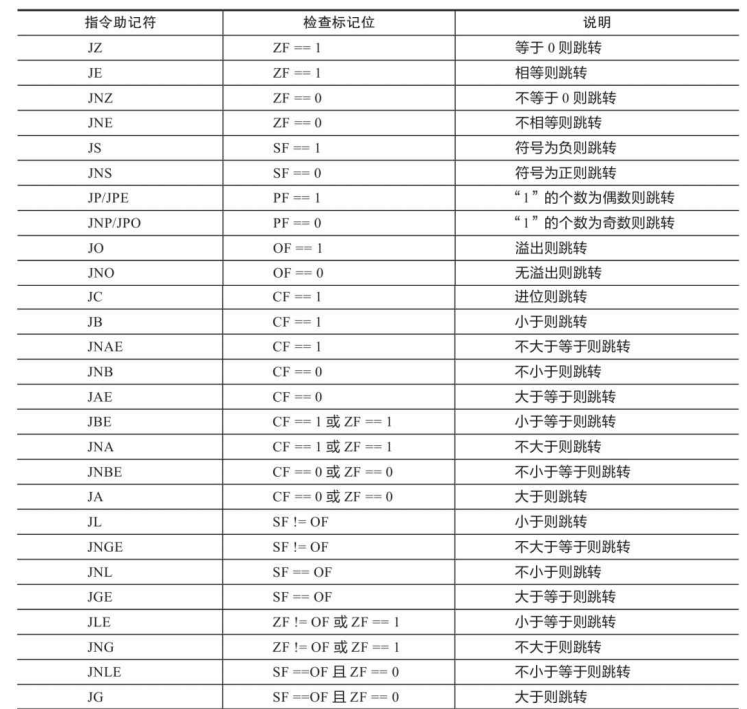 指令助记符 检查标记位 说明
JZ ZF == 1 等于 0 则跳转
JE ZF == 1 相等则跳转
JNZ ZF == 0 不等于 0 则跳转
JNE ZF == 0 不相等则跳转
JS SF == 1 符号为负则跳转
JNS SF == 0 符号为正则跳转
JP/JPE PF == 1 “1”的个数为偶数则跳转
JNP/JPO PF == 0 “1”的个数为奇数则跳转
JO OF == 1 溢出则跳转
JNO OF == 0 无溢出则跳转
JC CF == 1 进位则跳转
JB CF == 1 小于则跳转
JNAE CF == 1 不大于等于则跳转
JNB CF == 0 不小于则跳转
JAE CF == 0 大于等于则跳转
JBE CF == 1 或 ZF == 1 小于等于则跳转
JNA CF == 1 或 ZF == 1 不大于则跳转
JNBE CF == 0 或 ZF == 0 不小于等于则跳转
JA CF == 0 或 ZF == 0 大于则跳转
JL SF != OF 小于则跳转
JNGE SF != OF 不大于等于则跳转
JNL SF == OF 不小于则跳转
JGE SF == OF 大于等于则跳转
JLE ZF != OF 或 ZF == 1 小于等于则跳转
JNG ZF != OF 或 ZF == 1 不大于则跳转
JNLE SF ==OF 且 ZF == 0 不小于等于则跳转
JG SF ==OF 且 ZF == 0 大于则跳转